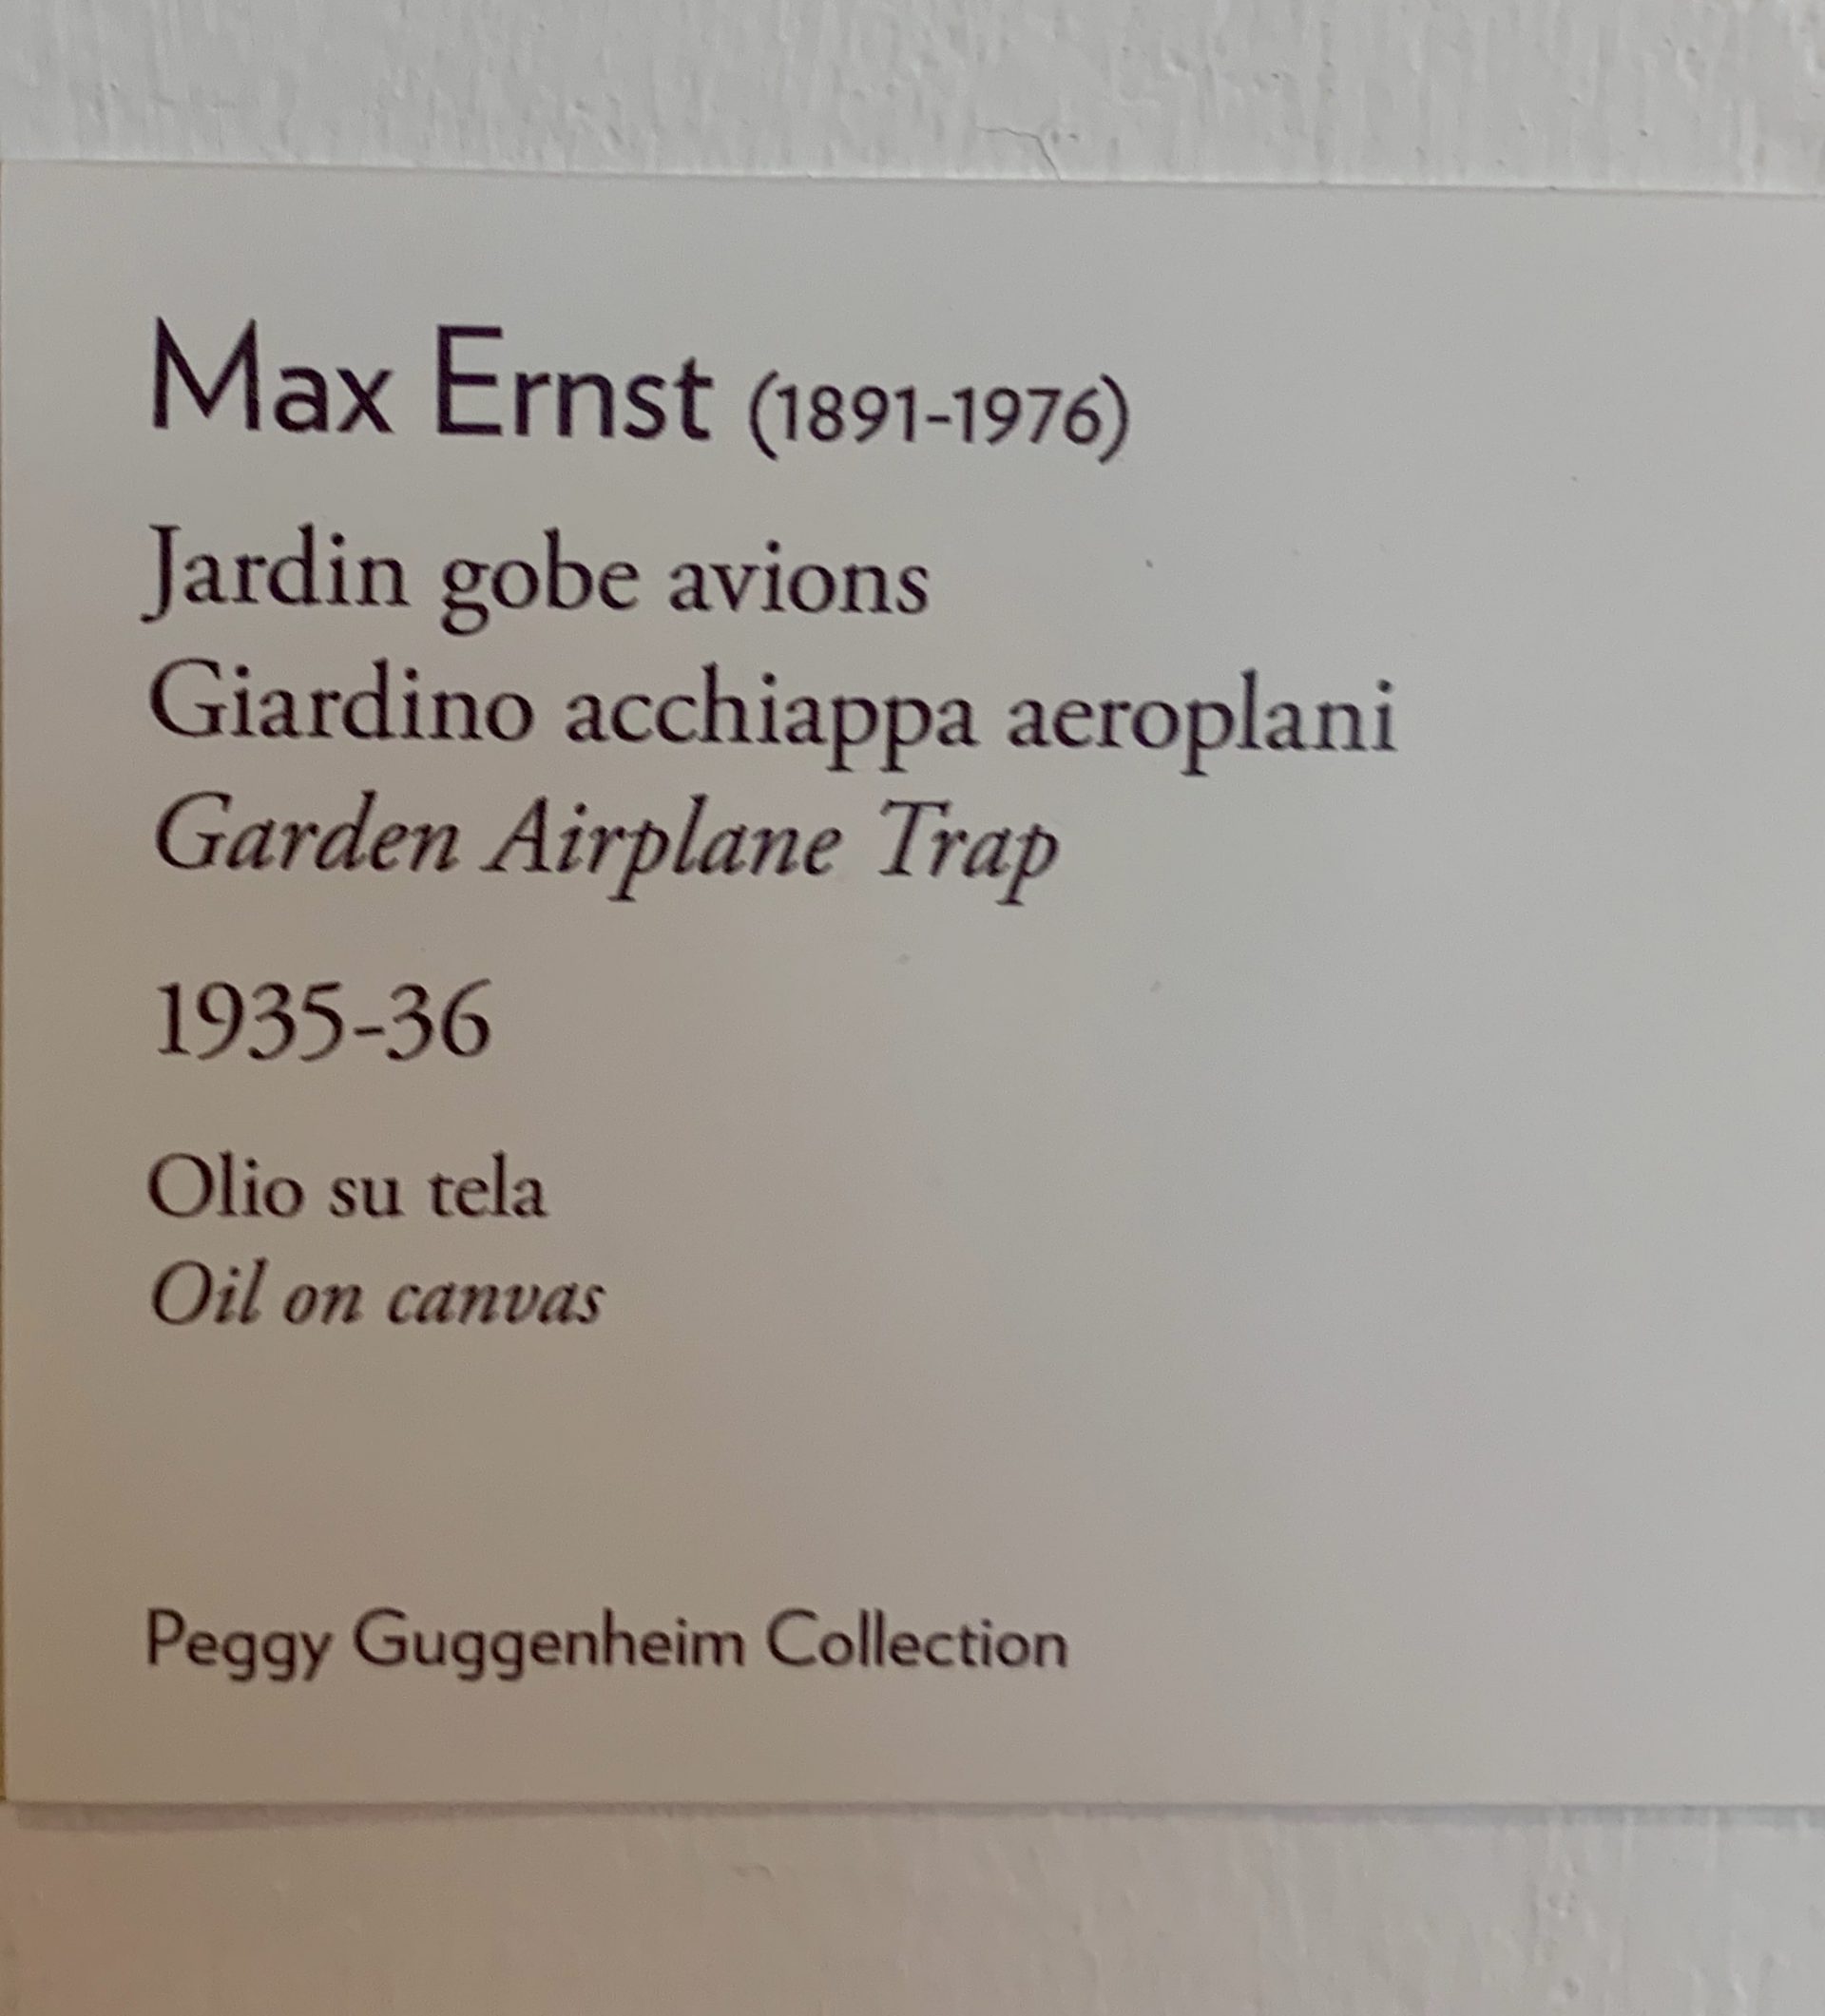 Max Ernst (1891-1976)
Jardin gobe avions
Giardino acchiappa aeroplani
Garden Airplane Trap
1935-36
Olio su tela
Oil on canvas
Peggy Guggenheim Collection